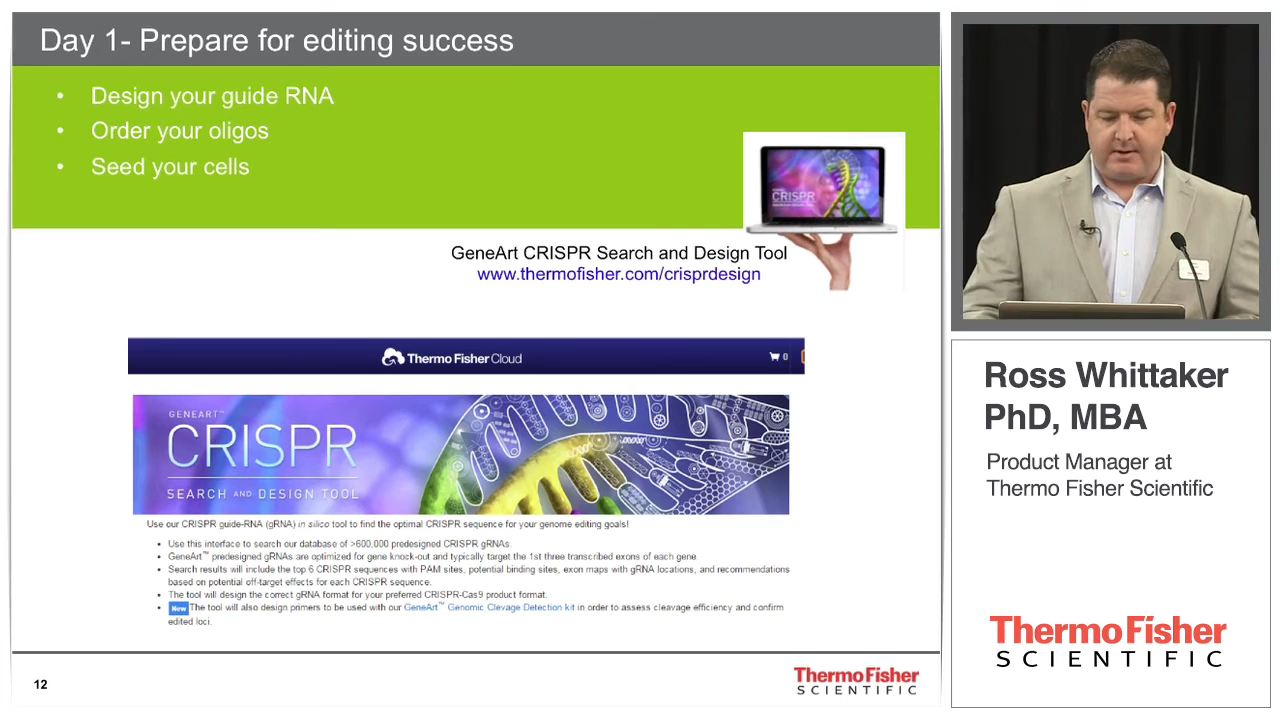 Day 1- Prepare for editing success
• Design your guide RNA
• Order your oligos
• Seed your cells
CRISPR
GeneArt CRISPR Search and Design Tool
www.thermofisher.com/crisprdesign
Thermo Fisher Cloud
0
GENEART™
CRISPR
SEARCH AND DESIGN TOOL
Use our CRISPR guide-RNA (gRNA) in silico tool to find the optimal CRISPR sequence for your genome editing goals!
• Use this interface to search our database of >600,000 predesigned CRISPR gRNAs.
• GeneArt™ predesigned gRNAs are optimized for gene knock-out and typically target the 1st three transcribed exons of each gene.
• Search results will include the top 6 CRISPR sequences with PAM sites, potential binding sites, exon maps with gRNA locations, and recommendations
based on potential off-target effects for each CRISPR sequence.
• The tool will design the correct gRNA format for your preferred CRISPR-Cas9 product format.
• New The tool will also design primers to be used with our GeneArt™ Genomic Clevage Detection kit in order to assess cleavage efficiency and confirm
edited loci.
12
ThermoFisher
SCIENTIFIC
Ross Whittaker
PhD, MBA
Product Manager at
Thermo Fisher Scientific
ThermoFisher
SCIENTIFIC